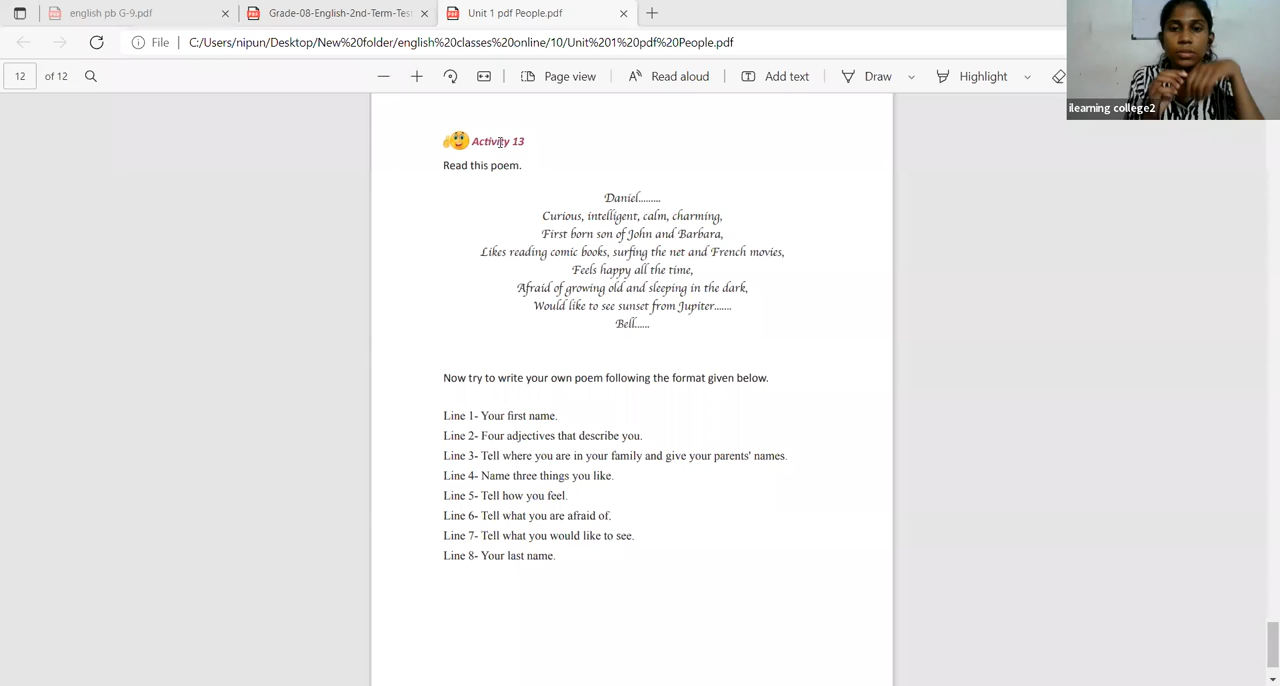 english pb G-9.pdf
Grade-08-English-2nd-Term-Test
Unit 1 pdf People.pdf
File
C:/Users/nipun/Desktop/New%20folder/english%20classes%20online/10/Unit%201%20pdf%20People.pdf
12 of 12
Page view
Read aloud
Add text
Draw
Highlight
ilearning college2
Activity 13
Read this poem.
Daniel.........
Curious, intelligent, calm, charming,
First born son of John and Barbara,
Likes reading comic books, surfing the net and French movies,
Feels happy all the time,
Afraid of growing old and sleeping in the dark,
Would like to see sunset from Jupiter.......
Bell......
Now try to write your own poem following the format given below.
Line 1- Your first name.
Line 2- Four adjectives that describe you.
Line 3- Tell where you are in your family and give your parents' names.
Line 4- Name three things you like.
Line 5- Tell how you feel.
Line 6- Tell what you are afraid of.
Line 7- Tell what you would like to see.
Line 8- Your last name.